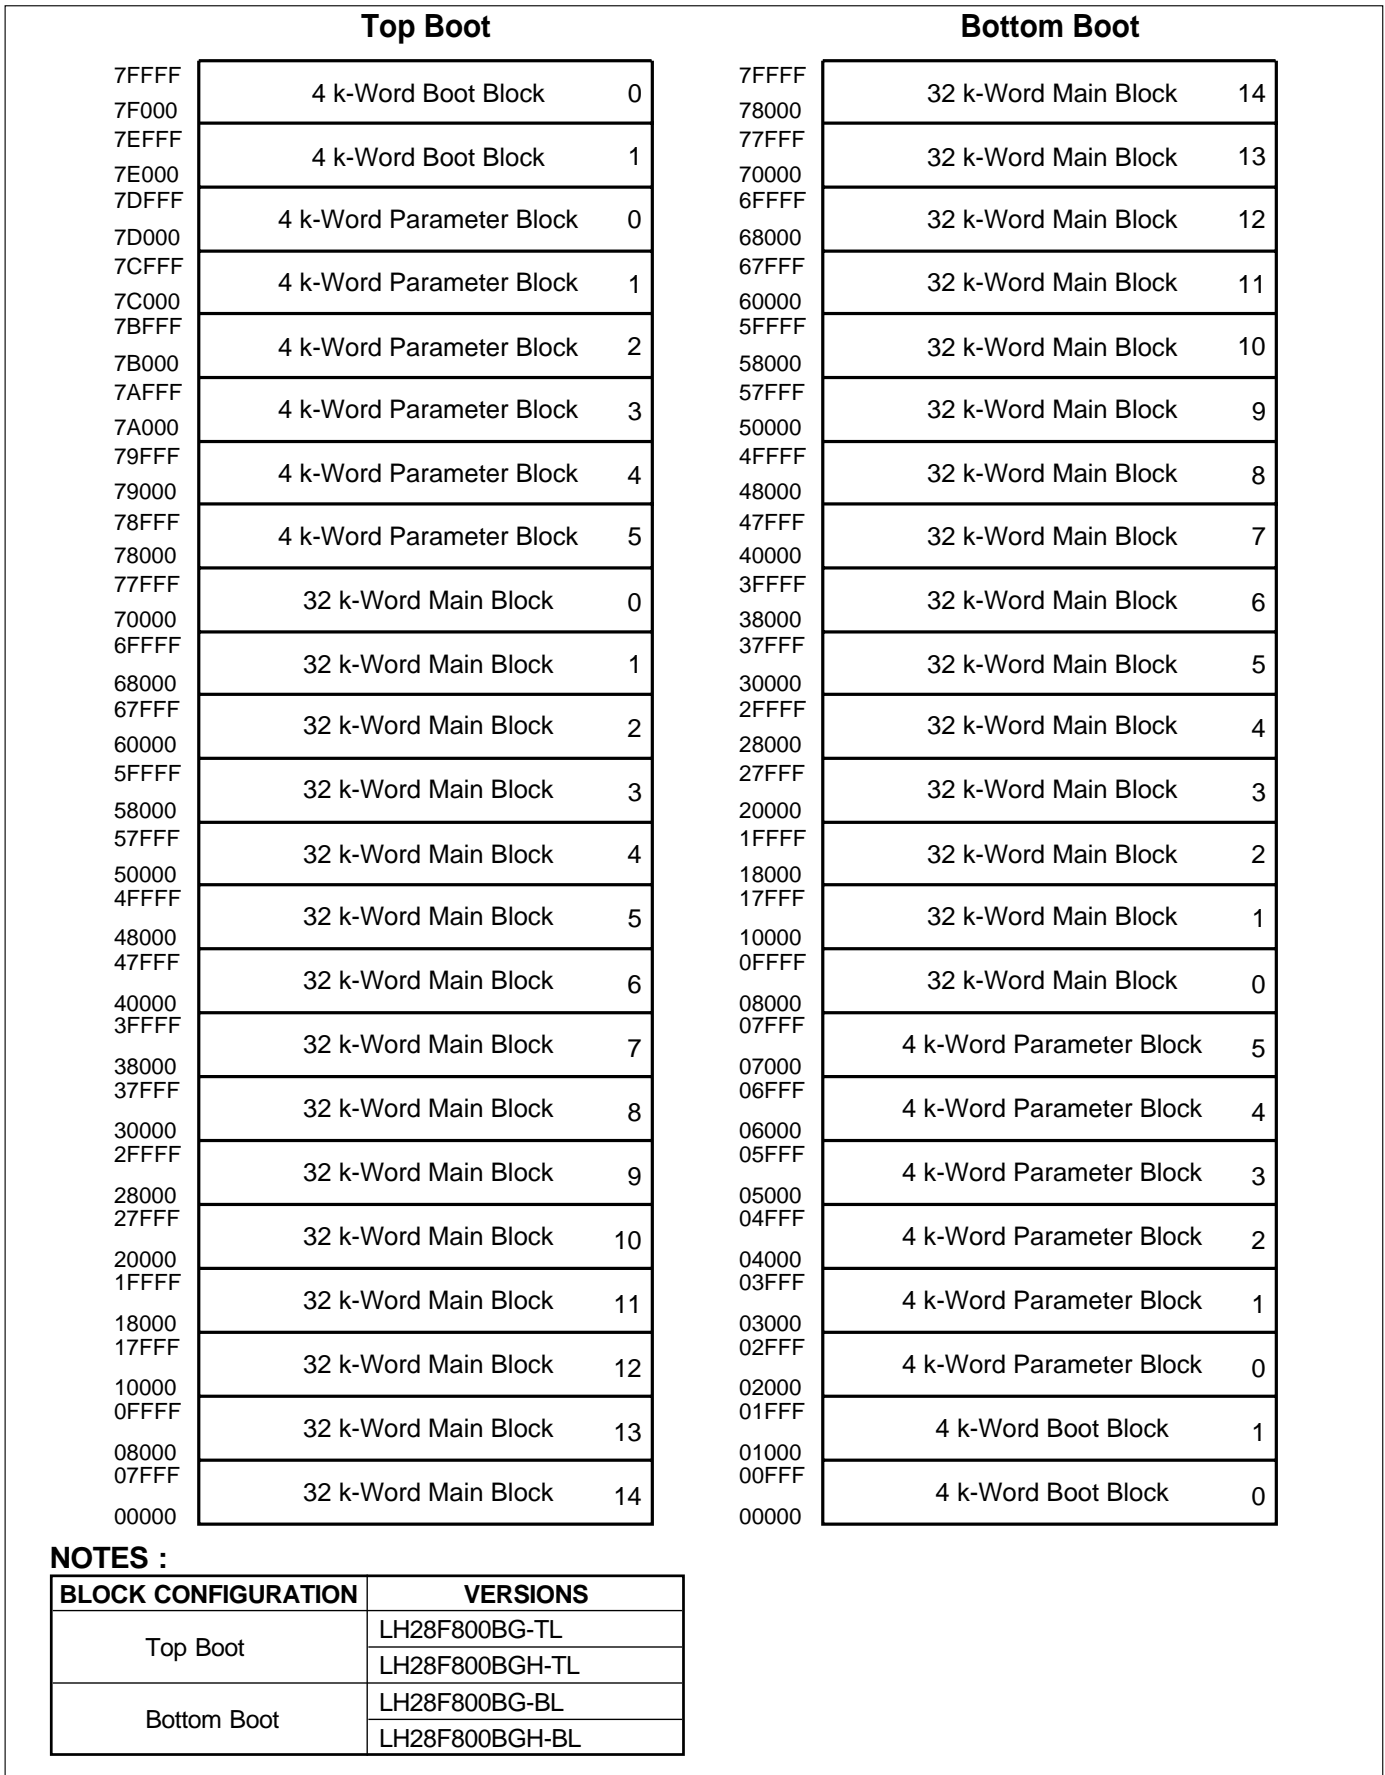 Top Boot
7FFFF
4 k-Word Boot Block 0
7F000
7EFFF
4 k-Word Boot Block 1
7E000
7DFFF
4 k-Word Parameter Block 0
7D000
7CFFF
4 k-Word Parameter Block 1
7C000
7BFFF
4 k-Word Parameter Block 2
7B000
7AFFF
4 k-Word Parameter Block 3
7A000
79FFF
4 k-Word Parameter Block 4
79000
78FFF
4 k-Word Parameter Block 5
78000
77FFF
32 k-Word Main Block 0
70000
6FFFF
32 k-Word Main Block 1
68000
67FFF
32 k-Word Main Block 2
60000
5FFFF
32 k-Word Main Block 3
58000
57FFF
32 k-Word Main Block 4
50000
4FFFF
32 k-Word Main Block 5
48000
47FFF
32 k-Word Main Block 6
40000
3FFFF
32 k-Word Main Block 7
38000
37FFF
32 k-Word Main Block 8
30000
2FFFF
32 k-Word Main Block 9
28000
27FFF
32 k-Word Main Block 10
20000
1FFFF
32 k-Word Main Block 11
18000
17FFF
32 k-Word Main Block 12
10000
0FFFF
32 k-Word Main Block 13
08000
07FFF
32 k-Word Main Block 14
00000
Bottom Boot
7FFFF
32 k-Word Main Block 14
78000
77FFF
32 k-Word Main Block 13
70000
6FFFF
32 k-Word Main Block 12
68000
67FFF
32 k-Word Main Block 11
60000
5FFFF
32 k-Word Main Block 10
58000
57FFF
32 k-Word Main Block 9
50000
4FFFF
32 k-Word Main Block 8
48000
47FFF
32 k-Word Main Block 7
40000
3FFFF
32 k-Word Main Block 6
38000
37FFF
32 k-Word Main Block 5
30000
2FFFF
32 k-Word Main Block 4
28000
27FFF
32 k-Word Main Block 3
20000
1FFFF
32 k-Word Main Block 2
18000
17FFF
32 k-Word Main Block 1
10000
0FFFF
32 k-Word Main Block 0
08000
07FFF
4 k-Word Parameter Block 5
07000
06FFF
4 k-Word Parameter Block 4
06000
05FFF
4 k-Word Parameter Block 3
05000
04FFF
4 k-Word Parameter Block 2
04000
03FFF
4 k-Word Parameter Block 1
03000
02FFF
4 k-Word Parameter Block 0
02000
01FFF
4 k-Word Boot Block 1
01000
00FFF
4 k-Word Boot Block 0
00000
NOTES :
BLOCK CONFIGURATION VERSIONS
Top Boot
LH28F800BG-TL
LH28F800BGH-TL
Bottom Boot
LH28F800BG-BL
LH28F800BGH-BL